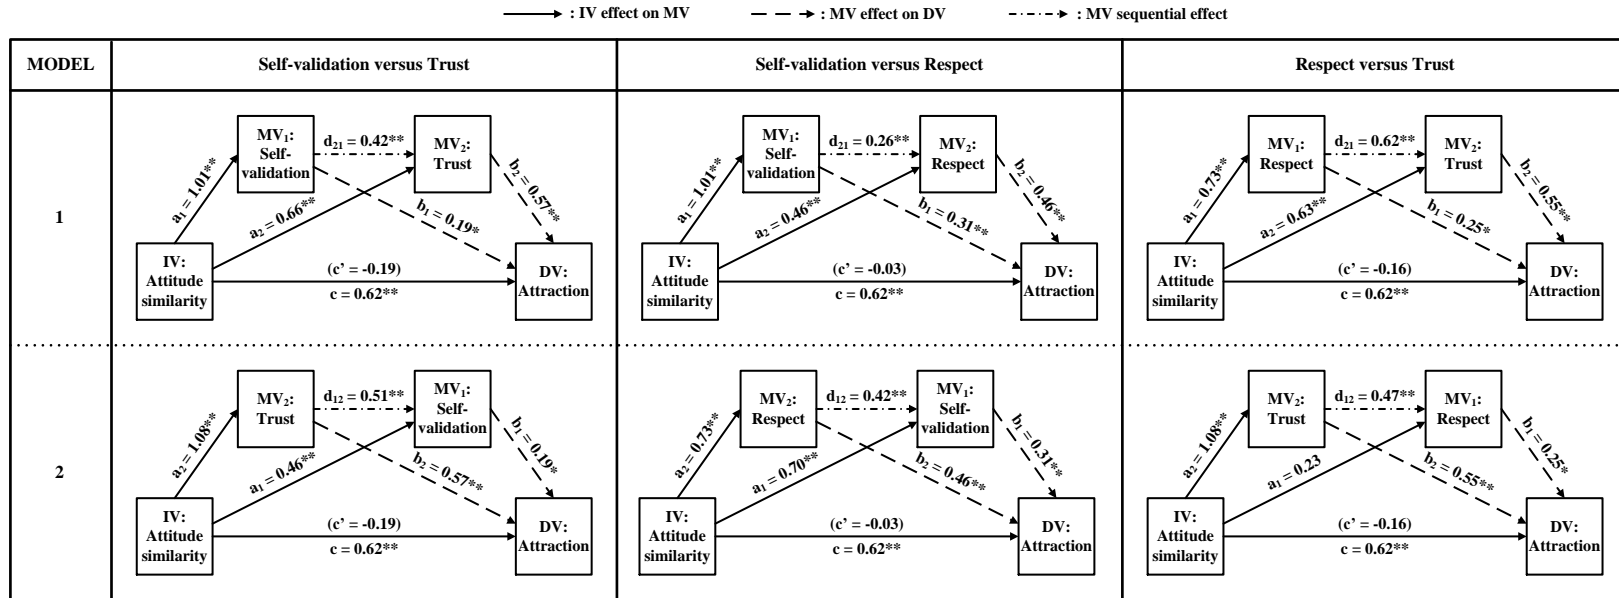 : IV effect on MV : MV effect on DV : MV sequential effect
MODEL Self-validation versus Trust Self-validation versus Respect Respect versus Trust
1
MV₁:
Self-
validation
d₂₁ = 0.42**
MV₂:
Trust
a₁ = 1.01**
a₂ = 0.66**
b₁ = 0.19*
b₂ = 0.57**
IV:
Attitude
similarity
(c’ = -0.19)
c = 0.62**
DV:
Attraction
MV₁:
Self-
validation
d₂₁ = 0.26**
MV₂:
Respect
a₁ = 1.01**
a₂ = 0.46**
b₁ = 0.31**
b₂ = 0.46**
IV:
Attitude
similarity
(c’ = -0.03)
c = 0.62**
DV:
Attraction
MV₁:
Respect
d₂₁ = 0.62**
MV₂:
Trust
a₁ = 0.73**
a₂ = 0.63**
b₁ = 0.25*
b₂ = 0.55**
IV:
Attitude
similarity
(c’ = -0.16)
c = 0.62**
DV:
Attraction
2
MV₂:
Trust
d₁₂ = 0.51**
MV₁:
Self-
validation
a₂ = 1.08**
a₁ = 0.46**
b₂ = 0.57**
b₁ = 0.19*
IV:
Attitude
similarity
(c’ = -0.19)
c = 0.62**
DV:
Attraction
MV₂:
Respect
d₁₂ = 0.42**
MV₁:
Self-
validation
a₂ = 0.73**
a₁ = 0.70**
b₂ = 0.46**
b₁ = 0.31**
IV:
Attitude
similarity
(c’ = -0.03)
c = 0.62**
DV:
Attraction
MV₂:
Trust
d₁₂ = 0.47**
MV₁:
Respect
a₂ = 1.08**
a₁ = 0.23
b₂ = 0.55**
b₁ = 0.25*
IV:
Attitude
similarity
(c’ = -0.16)
c = 0.62**
DV:
Attraction